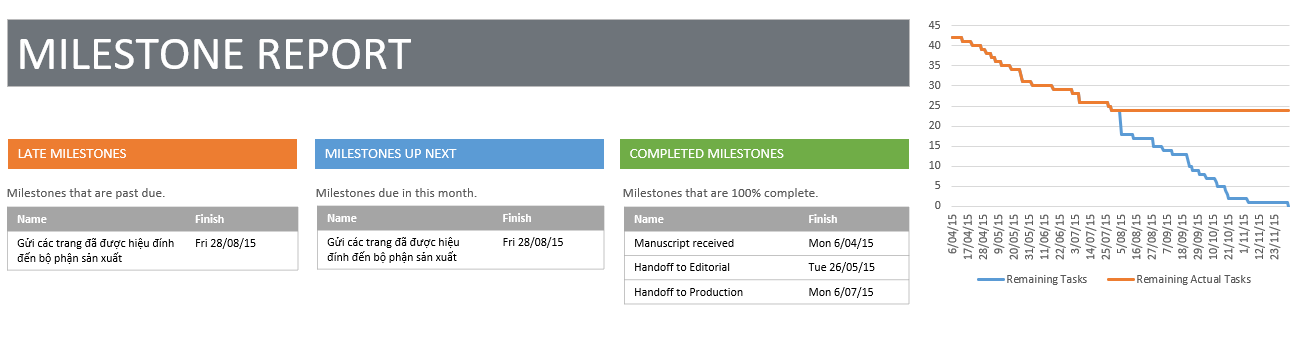 MILESTONE REPORT
LATE MILESTONES
Milestones that are past due.
Name Finish
Gửi các trang đã được hiệu đính Fri 28/08/15
đến bộ phận sản xuất
MILESTONES UP NEXT
Milestones due in this month.
Name Finish
Gửi các trang đã được hiệu Fri 28/08/15
đính đến bộ phận sản xuất
COMPLETED MILESTONES
Milestones that are 100% complete.
Name Finish
Manuscript received Mon 6/04/15
Handoff to Editorial Tue 26/05/15
Handoff to Production Mon 6/07/15
45
40
35
30
25
20
15
10
5
0
6/04/15
17/04/15
28/04/15
9/05/15
20/05/15
31/05/15
11/06/15
22/06/15
3/07/15
14/07/15
25/07/15
5/08/15
16/08/15
27/08/15
7/09/15
18/09/15
29/09/15
10/10/15
21/10/15
1/11/15
12/11/15
23/11/15
Remaining Tasks Remaining Actual Tasks